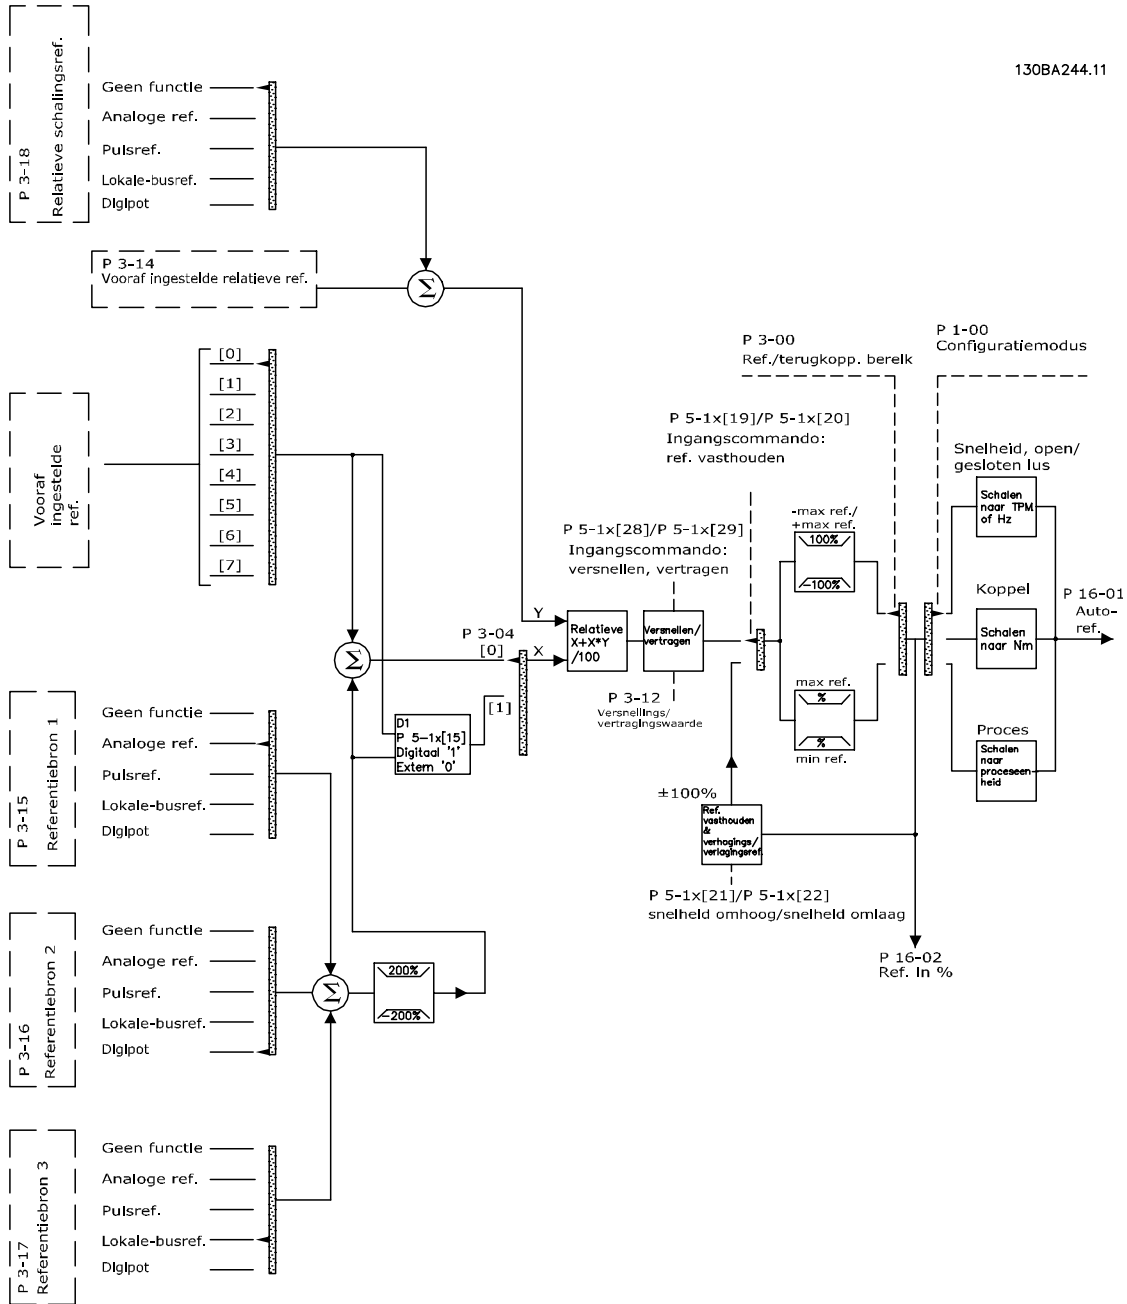 130BA244.11
P 3-18
Relatieve schalingsref.
Geen functie
Analoge ref.
Pulsref.
Lokale-busref.
Digipot
P 3-14
Vooraf ingestelde relatieve ref.
Σ
Vooraf
ingestelde
ref.
[0]
[1]
[2]
[3]
[4]
[5]
[6]
[7]
P 3-00
Ref./terugkopp. bereik
P 1-00
Configuratiemodus
P 5-1x[19]/P 5-1x[20]
Ingangscommando:
ref. vasthouden
P 5-1x[28]/P 5-1x[29]
Ingangscommando:
versnellen, vertragen
Snelheid, open/
gesloten lus
Schalen
naar TPM
of Hz
-max ref./
+max ref.
100%
-100%
Koppel
Schalen
naar Nm
P 16-01
Auto-
ref.
Y
X
Relatieve
X+X*Y
/100
Versnellen/
vertragen
P 3-12
Versnellings/
vertragingswaarde
P 3-04
[0]
[1]
Σ
D1
P 5-1x[15]
Digitaal '1'
Extern '0'
max ref.
%
%
min ref.
Proces
Schalen
naar
proceseen-
heid
±100%
Ref.
vasthouden
&
verhogings/
verlagingsref.
P 5-1x[21]/P 5-1x[22]
snelheid omhoog/snelheid omlaag
P 16-02
Ref. in %
P 3-15
Referentiebron 1
Geen functie
Analoge ref.
Pulsref.
Lokale-busref.
Digipot
P 3-16
Referentiebron 2
Geen functie
Analoge ref.
Pulsref.
Lokale-busref.
Digipot
Σ
200%
-200%
P 3-17
Referentiebron 3
Geen functie
Analoge ref.
Pulsref.
Lokale-busref.
Digipot